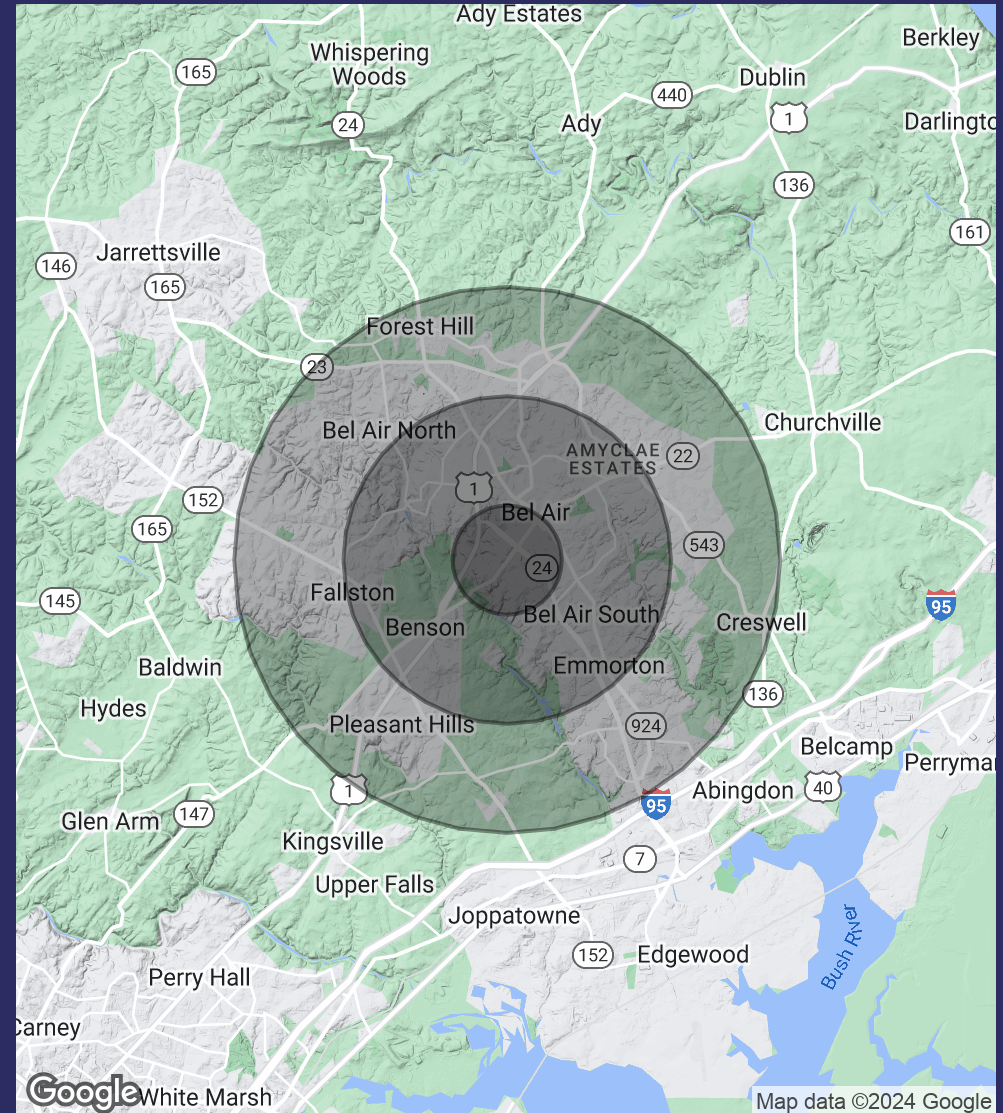 Ady Estates
Berkley
Whispering
Woods
165
Dublin
440
1
24
Ady
Darlingto
136
161
Jarrettsville
146
165
Forest Hill
23
Churchville
Bel Air North
AMYCLAE
ESTATES
22
1
152
Bel Air
165
543
24
Fallston
145
95
Bel Air South
Benson
Creswell
Baldwin
Emmorton
136
Hydes
Pleasant Hills
924
Belcamp
Perryman
1
Abingdon
40
95
147
Glen Arm
Kingsville
7
Upper Falls
Joppatowne
Bush River
152
Edgewood
Perry Hall
Carney
Google
White Marsh
Map data ©2024 Google